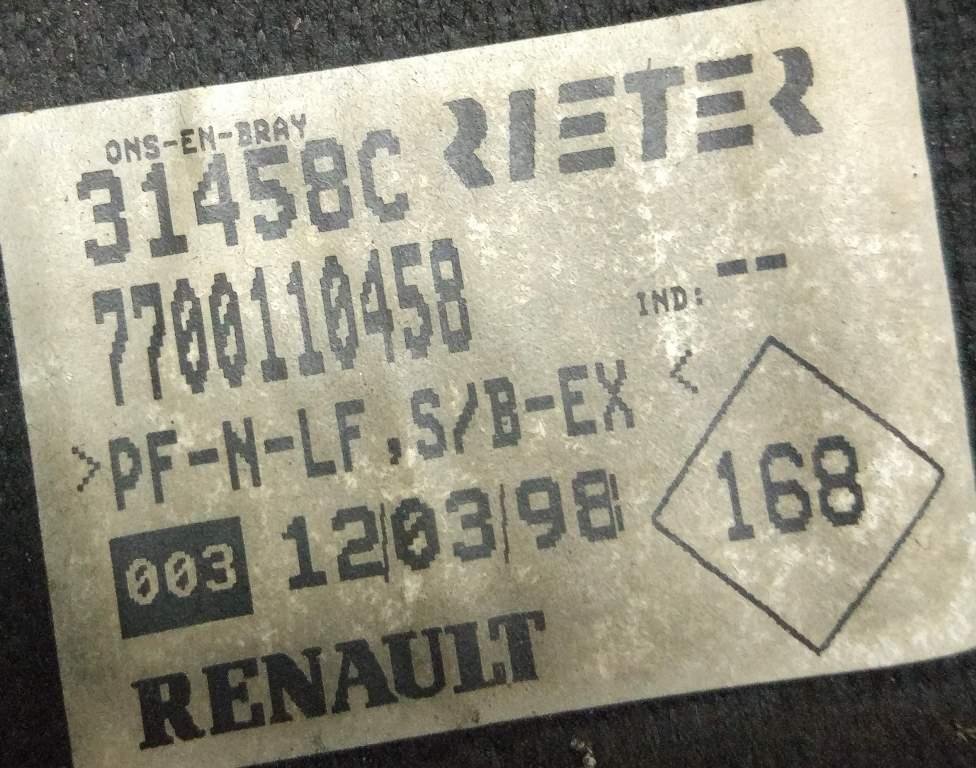 ONS-EN-BRAY
31458C RIETER
7700110458
IND: --
>PF-N-LF,S/B-EX<
003 12/03/98 168
RENAULT